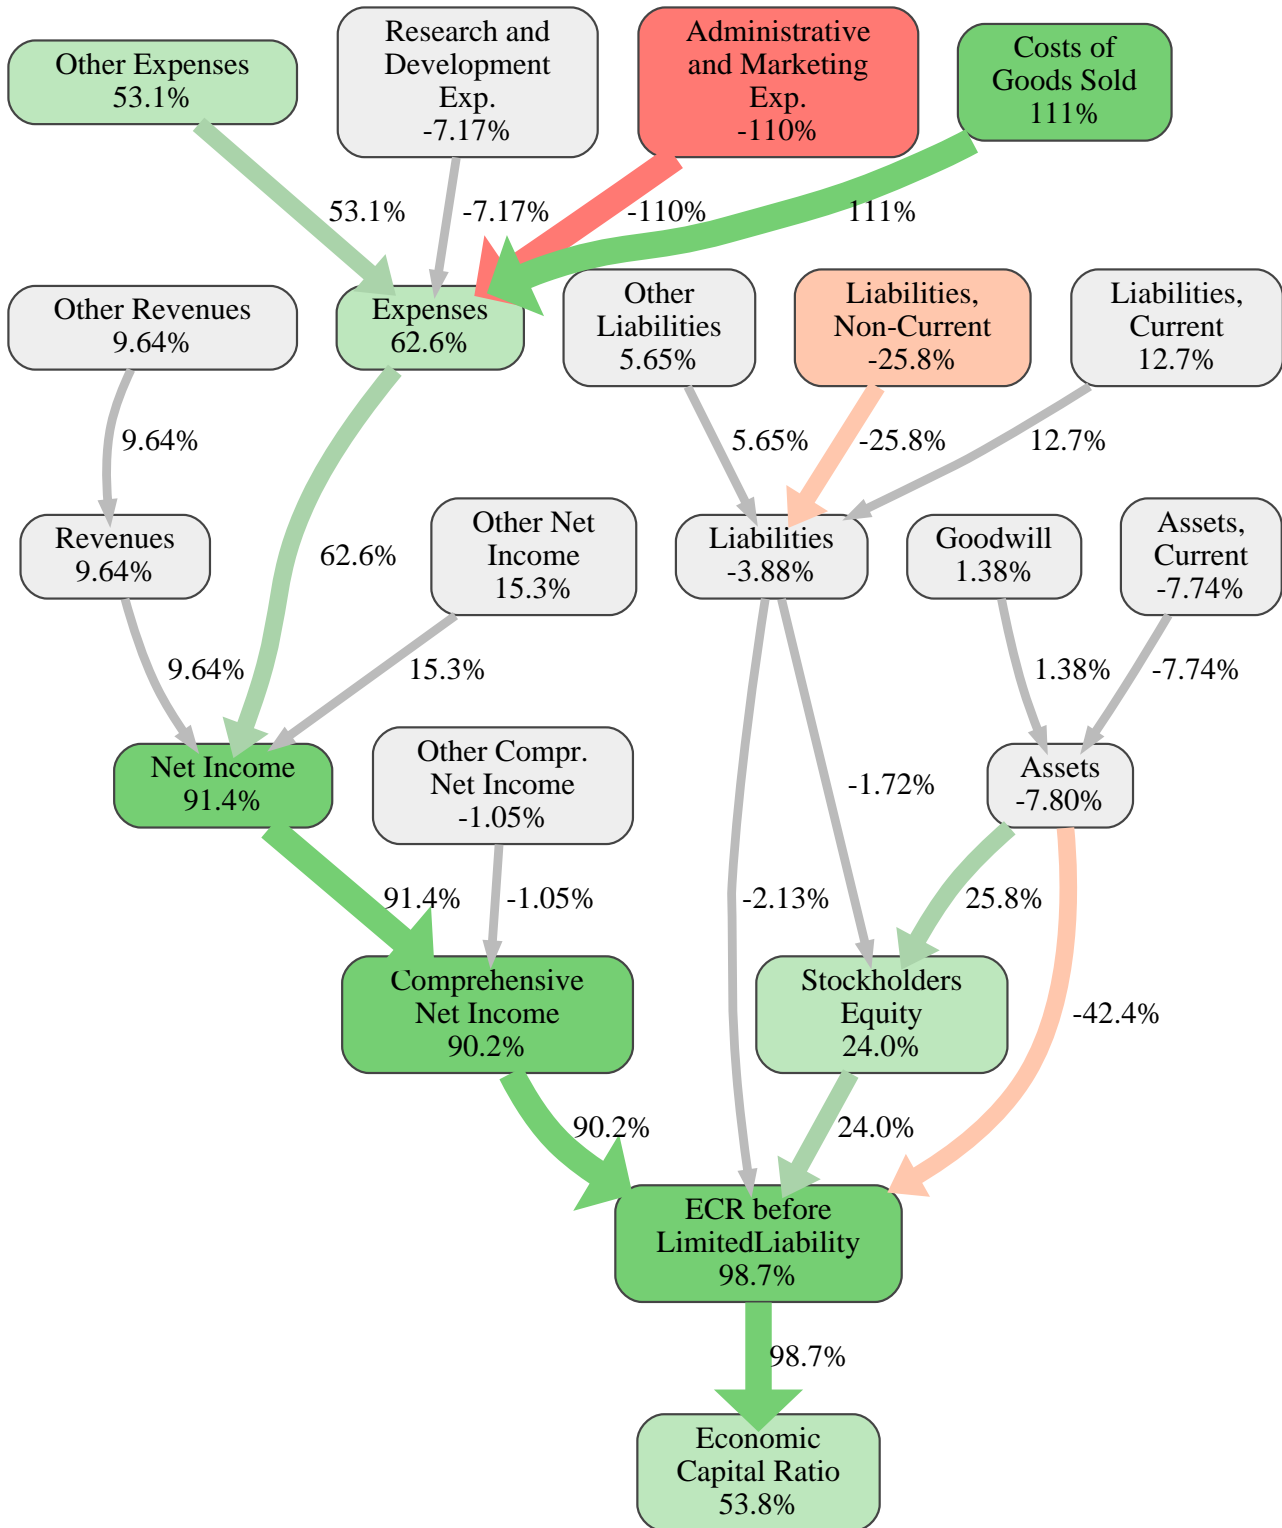 Other Expenses
53.1%
Research and
Development
Exp.
-7.17%
Administrative
and Marketing
Exp.
-110%
Costs of
Goods Sold
111%
53.1%
-7.17%
-110%
111%
Other Revenues
9.64%
Expenses
62.6%
Other
Liabilities
5.65%
Liabilities,
Non-Current
-25.8%
Liabilities,
Current
12.7%
9.64%
5.65%
-25.8%
12.7%
Revenues
9.64%
62.6%
Other Net
Income
15.3%
Liabilities
-3.88%
Goodwill
1.38%
Assets,
Current
-7.74%
9.64%
15.3%
1.38%
-7.74%
Net Income
91.4%
Other Compr.
Net Income
-1.05%
-1.72%
Assets
-7.80%
91.4%
-1.05%
-2.13%
25.8%
-42.4%
Comprehensive
Net Income
90.2%
Stockholders
Equity
24.0%
90.2%
24.0%
ECR before
LimitedLiability
98.7%
98.7%
Economic
Capital Ratio
53.8%